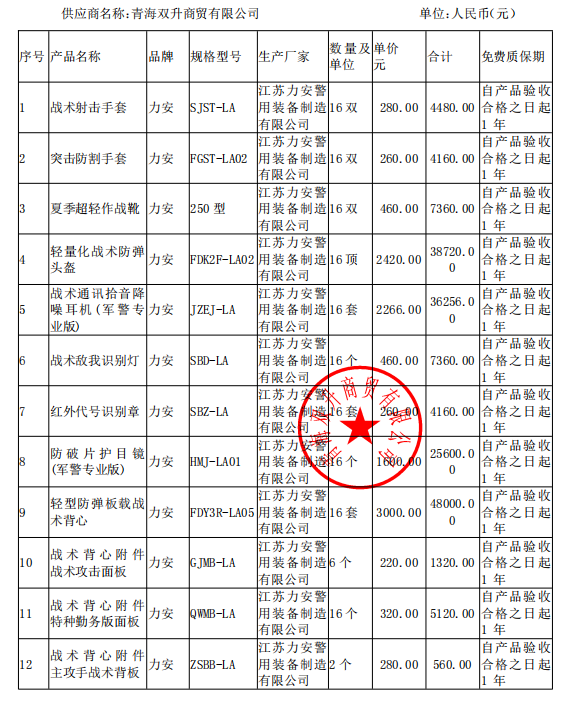 供应商名称:青海双升商贸有限公司 单位:人民币(元)
序号 产品名称 品牌 规格型号 生产厂家 数量及单位 单价元 合计 免费质保期
1 战术射击手套 力安 SJST-LA 江苏力安警用装备制造有限公司 16 双 280.00 4480.00 自产品验收合格之日起 1 年
2 突击防割手套 力安 FGST-LA02 江苏力安警用装备制造有限公司 16 双 260.00 4160.00 自产品验收合格之日起 1 年
3 夏季超轻作战靴 力安 250 型 江苏力安警用装备制造有限公司 16 双 460.00 7360.00 自产品验收合格之日起 1 年
4 轻量化战术防弹头盔 力安 FDK2F-LA02 江苏力安警用装备制造有限公司 16 顶 2420.00 38720.00 自产品验收合格之日起 1 年
5 战术通讯拾音降噪耳机(军警专业版) 力安 JZEJ-LA 江苏力安警用装备制造有限公司 16 套 2266.00 36256.00 自产品验收合格之日起 1 年
6 战术敌我识别灯 力安 SBD-LA 江苏力安警用装备制造有限公司 16 个 460.00 7360.00 自产品验收合格之日起 1 年
7 红外代号识别章 力安 SBZ-LA 江苏力安警用装备制造有限公司 16 套 260.00 4160.00 自产品验收合格之日起 1 年
8 防破片护目镜(军警专业版) 力安 HMJ-LA01 江苏力安警用装备制造有限公司 16 个 1600.00 25600.00 自产品验收合格之日起 1 年
9 轻型防弹板载战术背心 力安 FDY3R-LA05 江苏力安警用装备制造有限公司 16 套 3000.00 48000.00 自产品验收合格之日起 1 年
10 战术背心附件战术攻击面板 力安 GJMB-LA 江苏力安警用装备制造有限公司 6 个 220.00 1320.00 自产品验收合格之日起 1 年
11 战术背心附件特种勤务版面板 力安 QWMB-LA 江苏力安警用装备制造有限公司 16 个 320.00 5120.00 自产品验收合格之日起 1 年
12 战术背心附件主攻手战术背板 力安 ZSBB-LA 江苏力安警用装备制造有限公司 2 个 280.00 560.00 自产品验收合格之日起 1 年
青海双升商贸有限公司